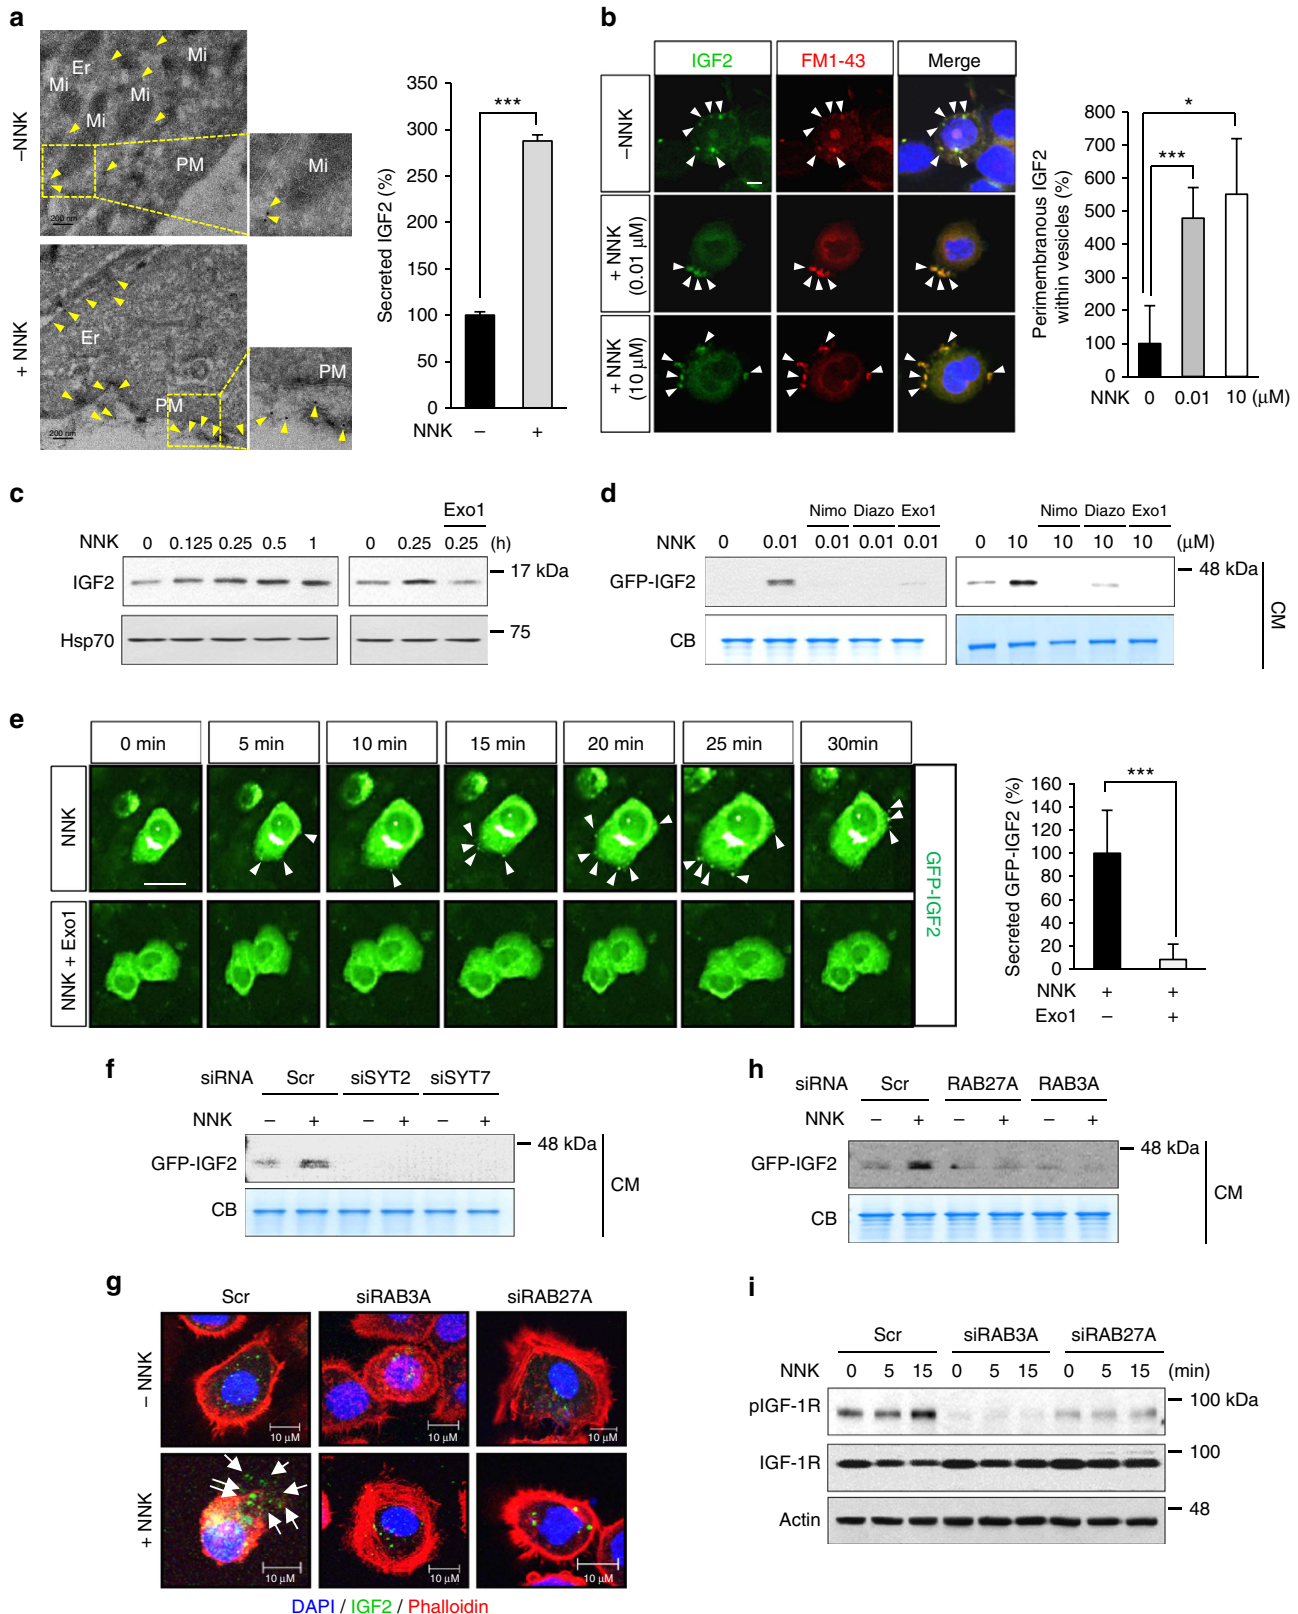 a
–NNK
Mi
Er
Mi
Mi
Mi
PM
200 nm
Mi
+ NNK
Er
PM
200 nm
PM
Secreted IGF2 (%)
350
300
250
200
150
100
50
0
***
NNK – +
b
IGF2 FM1-43 Merge
–NNK
+ NNK (0.01 µM)
+ NNK (10 µM)
Perimembranous IGF2 within vesicles (%)
800
700
600
500
400
300
200
100
0
*
***
NNK 0 0.01 10 (µM)
c
Exo1
NNK 0 0.125 0.25 0.5 1 0 0.25 0.25 (h)
IGF2 17 kDa
Hsp70 75
d
Nimo Diazo Exo1 Nimo Diazo Exo1
NNK 0 0.01 0.01 0.01 0.01 0 10 10 10 10 (µM)
GFP-IGF2 48 kDa
CB
CM
e
0 min 5 min 10 min 15 min 20 min 25 min 30min
NNK
NNK + Exo1
GFP-IGF2
Secreted GFP-IGF2 (%)
160
140
120
100
80
60
40
20
0
***
NNK + +
Exo1 – +
f
siRNA Scr siSYT2 siSYT7
NNK – + – + – +
GFP-IGF2 48 kDa
CB
CM
h
siRNA Scr RAB27A RAB3A
NNK – + – + – +
GFP-IGF2 48 kDa
CB
CM
g
Scr siRAB3A siRAB27A
– NNK
10 µM 10 µM 10 µM
+ NNK
10 µM 10 µM 10 µM
DAPI / IGF2 / Phalloidin
i
Scr siRAB3A siRAB27A
NNK 0 5 15 0 5 15 0 5 15 (min)
pIGF-1R 100 kDa
IGF-1R 100
Actin 48